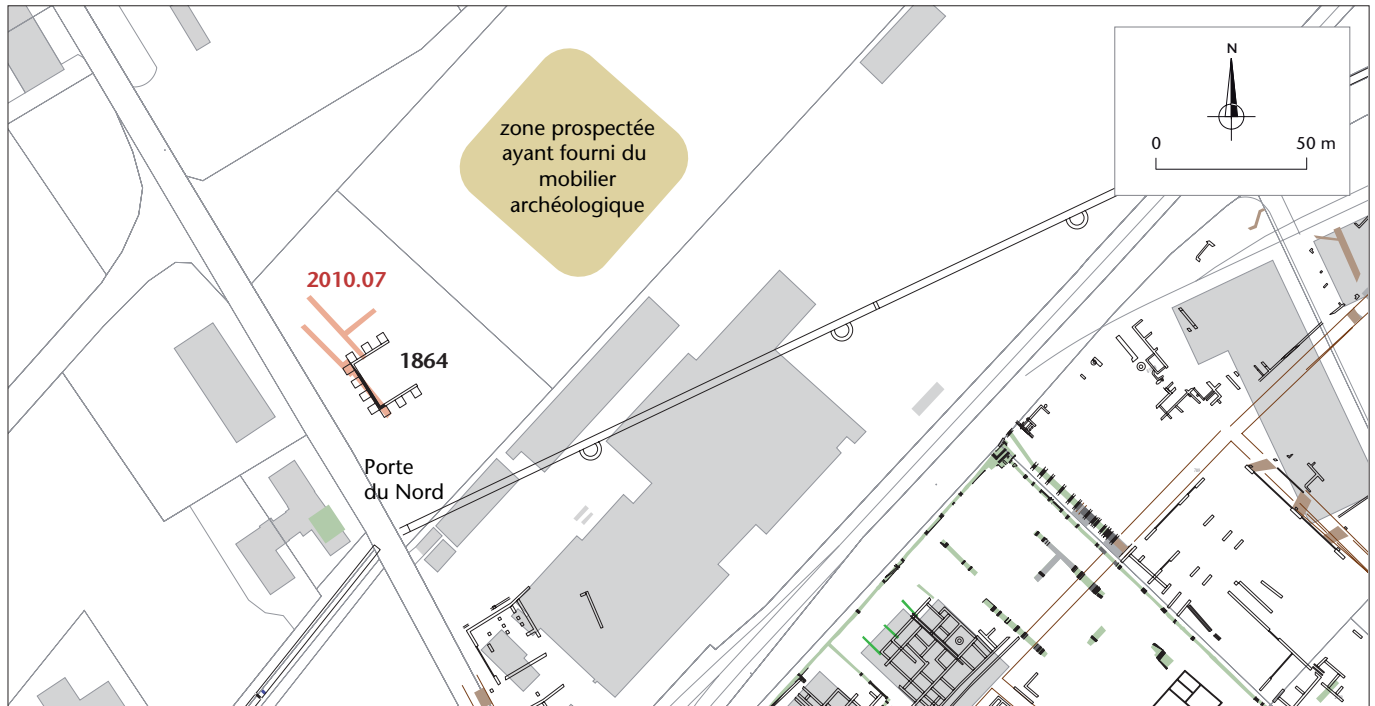 N
0 50 m
zone prospectée
ayant fourni du
mobilier
archéologique
2010.07
1864
Porte
du Nord